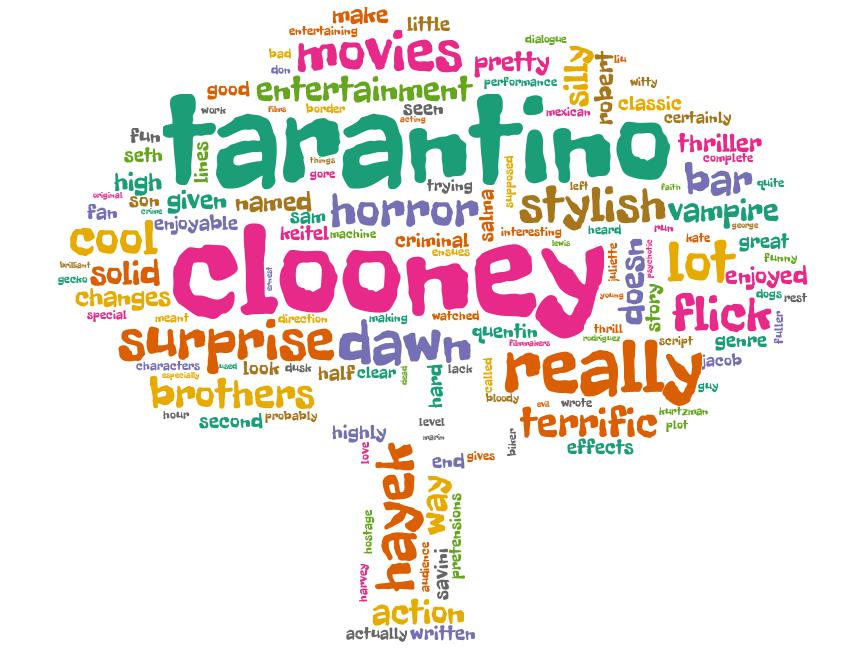 make
little
entertaining
dialogue
bad
movies
pretty
silly
robert
liu
don
good
entertainment
performance
witty
work
films
border
seen
acting
mexican
classic
certainly
fun
tarantino
thriller
seth
lines
things
gore
supposed
complete
high
trying
left
faith
bar
quite
original
son
given
named
horror
salma
stylish
vampire
fan
crime
enjoyable
sam
interesting
heard
run
george
cool
keitel
machine
criminal
ensues
lewis
kate
great
clooney
juliette
doesn
psychotic
lot
funny
brilliant
gecko
solid
ernest
young
story
enjoyed
changes
dogs
rest
special
meant
direction
making
watched
flick
fuller
surprise
dawn
quentin
filmmakers
thrill
rodriguez
script
genre
characters
used
look
dusk
half
clear
dead
hard
lack
called
really
jacob
especially
guy
brothers
bloody
evil
wrote
kurtzman
hour
second
probably
level
terrific
plot
highly
marin
biker
effects
love
hayek
end
gives
way
hostage
pretensions
harvey
audience
savini
action
actually
written